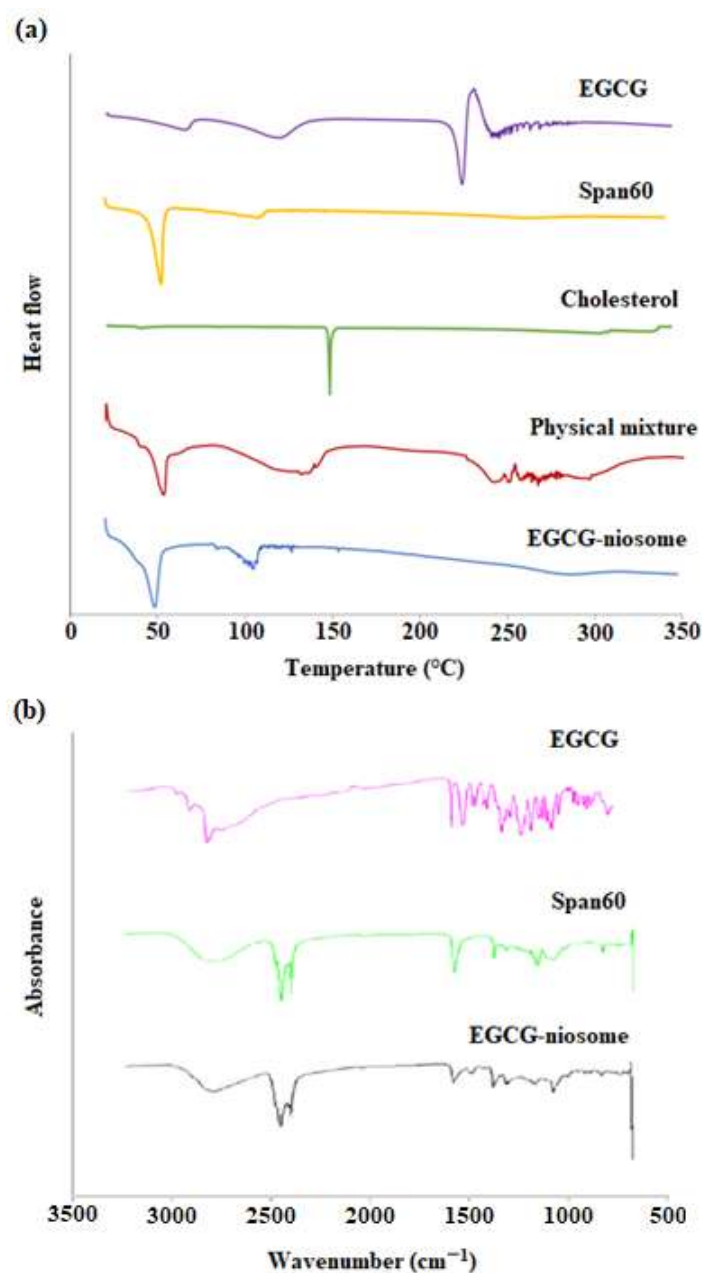 (a)
EGCG
Span60
Cholesterol
Physical mixture
EGCG-niosome
Heat flow
0 50 100 150 200 250 300 350
Temperature (°C)
(b)
EGCG
Span60
EGCG-niosome
Absorbance
3500 3000 2500 2000 1500 1000 500
Wavenumber (cm⁻¹)